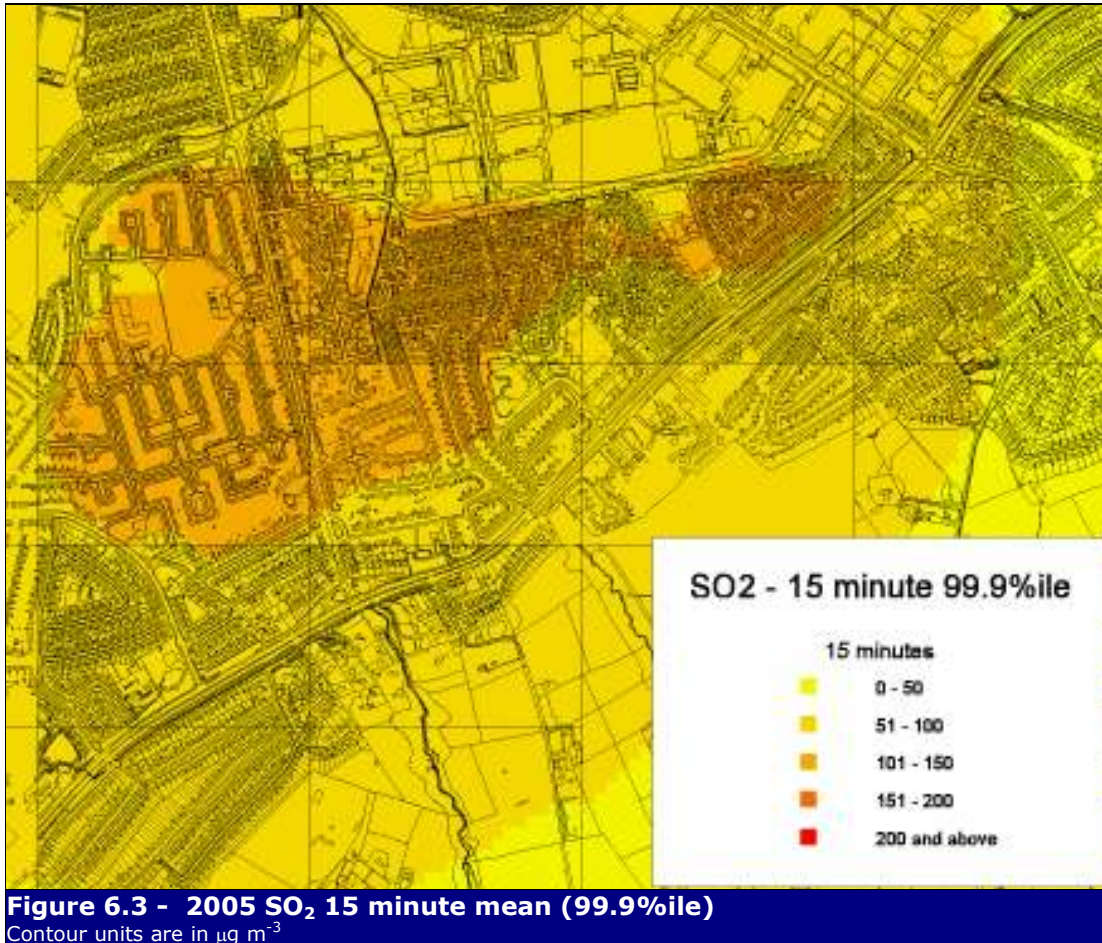 SO2 - 15 minute 99.9%ile
15 minutes
0 - 50
51 - 100
101 - 150
151 - 200
200 and above
Figure 6.3 - 2005 SO₂ 15 minute mean (99.9%ile)
Contour units are in μg m⁻³